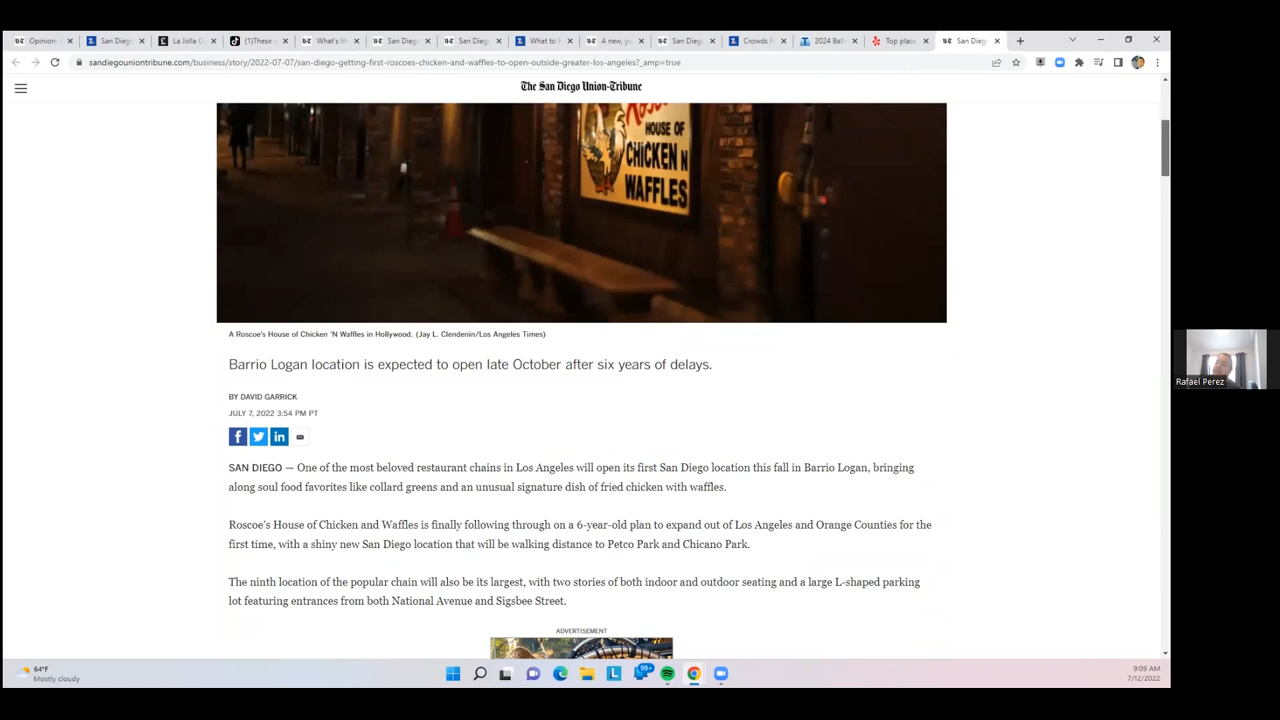 Opinion
San Dieg
La Jolla C
(1)These
What's
San Dieg
San Dieg
What to
A new, yo
San Dieg
Crowds F
2024 Ball
Top place
San Dieg
sandiegouniontribune.com/business/story/2022-07-07/san-diego-getting-first-roscoes-chicken-and-waffles-to-open-outside-greater-los-angeles?_amp=true
The San Diego Union-Tribune
HOUSE OF
CHICKEN N
WAFFLES
A Roscoe's House of Chicken 'N Waffles in Hollywood. (Jay L. Clendenin/Los Angeles Times)
Barrio Logan location is expected to open late October after six years of delays.
BY DAVID GARRICK
JULY 7, 2022 3:54 PM PT
SAN DIEGO — One of the most beloved restaurant chains in Los Angeles will open its first San Diego location this fall in Barrio Logan, bringing
along soul food favorites like collard greens and an unusual signature dish of fried chicken with waffles.
Roscoe's House of Chicken and Waffles is finally following through on a 6-year-old plan to expand out of Los Angeles and Orange Counties for the
first time, with a shiny new San Diego location that will be walking distance to Petco Park and Chicano Park.
The ninth location of the popular chain will also be its largest, with two stories of both indoor and outdoor seating and a large L-shaped parking
lot featuring entrances from both National Avenue and Sigsbee Street.
ADVERTISEMENT
Rafael Perez
64°F
Mostly cloudy
99+
9:09 AM
7/12/2022